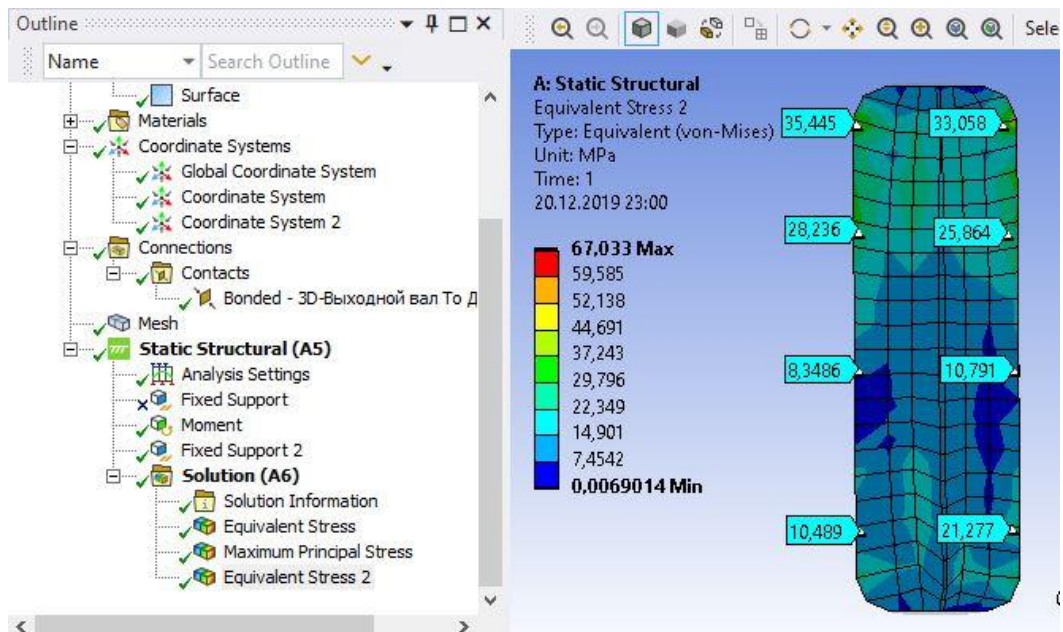 Outline
Name
Search Outline
Surface
Materials
Coordinate Systems
Global Coordinate System
Coordinate System
Coordinate System 2
Connections
Contacts
Bonded - 3D-Выходной вал To Д
Mesh
Static Structural (A5)
Analysis Settings
Fixed Support
Moment
Fixed Support 2
Solution (A6)
Solution Information
Equivalent Stress
Maximum Principal Stress
Equivalent Stress 2
Sele
A: Static Structural
Equivalent Stress 2
Type: Equivalent (von-Mises)
Unit: MPa
Time: 1
20.12.2019 23:00
67,033 Max
59,585
52,138
44,691
37,243
29,796
22,349
14,901
7,4542
0,0069014 Min
35,445
33,058
28,236
25,864
8,3486
10,791
10,489
21,277